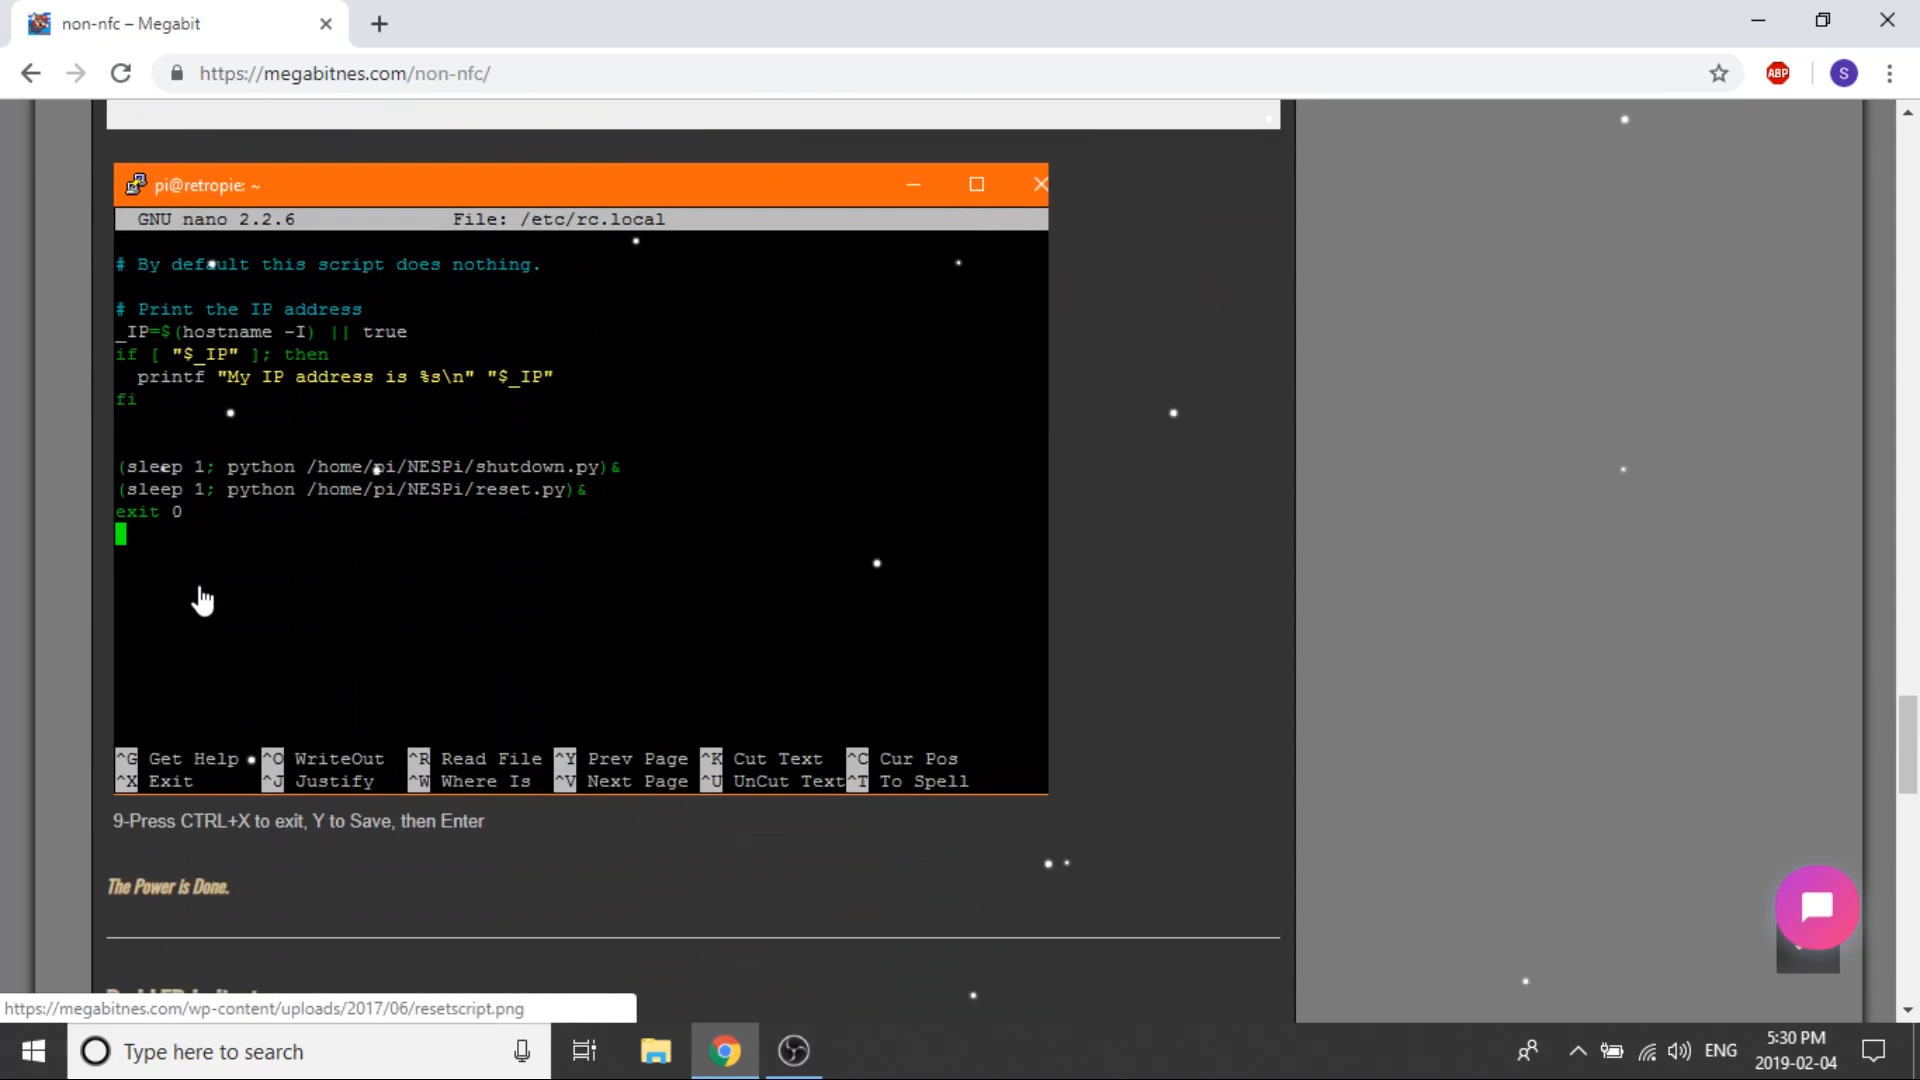 non-nfc – Megabit
https://megabitnes.com/non-nfc/
ABP
S
pi@retropie: ~
GNU nano 2.2.6 File: /etc/rc.local
# By default this script does nothing.
# Print the IP address
_IP=$(hostname -I) || true
if [ "$_IP" ]; then
printf "My IP address is %s\n" "$_IP"
fi
(sleep 1; python /home/pi/NESPi/shutdown.py)&
(sleep 1; python /home/pi/NESPi/reset.py)&
exit 0
^G Get Help ^O WriteOut ^R Read File ^Y Prev Page ^K Cut Text ^C Cur Pos
^X Exit ^J Justify ^W Where Is ^V Next Page ^U UnCut Text ^T To Spell
9-Press CTRL+X to exit, Y to Save, then Enter
The Power is Done.
https://megabitnes.com/wp-content/uploads/2017/06/resetscript.png
Type here to search
ENG
5:30 PM
2019-02-04